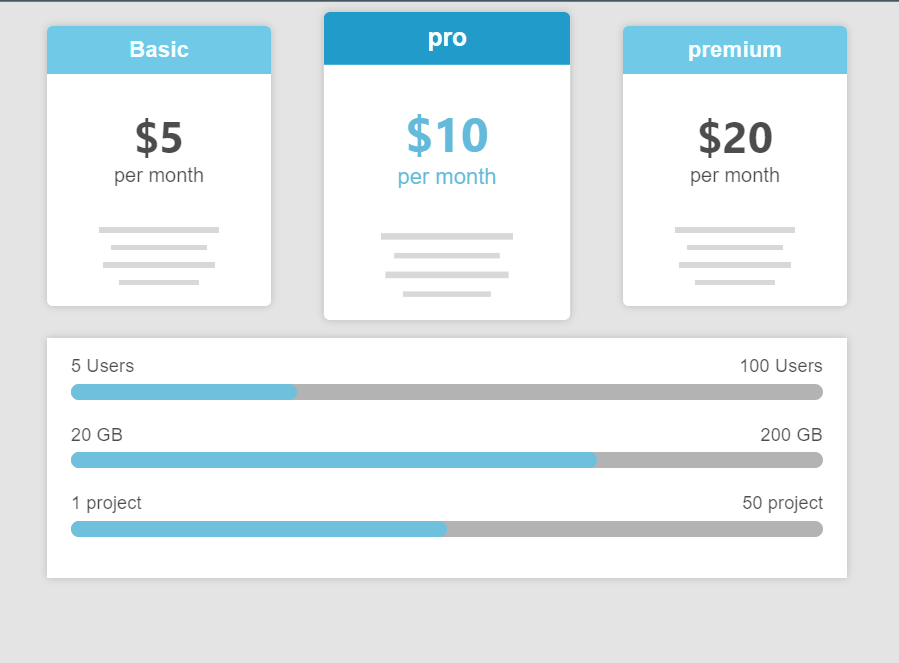 Basic
$5
per month
pro
$10
per month
premium
$20
per month
5 Users
100 Users
20 GB
200 GB
1 project
50 project